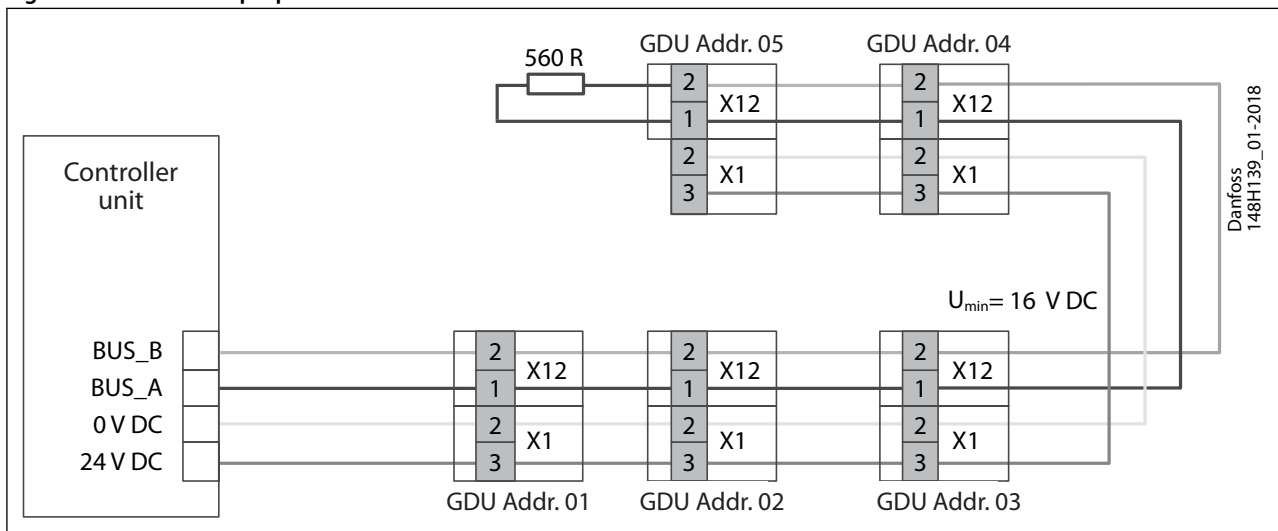 GDU Addr. 05
GDU Addr. 04
560 R
2
1
X12
2
3
X1
2
1
X12
2
3
X1
Danfoss
148H139_01-2018
Controller
unit
Umin= 16 V DC
BUS_B
BUS_A
0 V DC
24 V DC
2
1
X12
2
3
X1
2
1
X12
2
3
X1
2
1
X12
2
3
X1
GDU Addr. 01
GDU Addr. 02
GDU Addr. 03